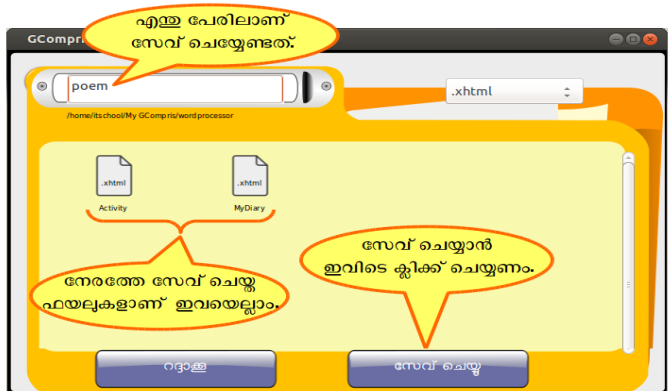 എന്തു പേരിലാണ്
സേവ് ചെയ്യേണ്ടത്.
GCompri
poem
.xhtml
/home/itschool/My GCompris/wordprocessor
.xhtml
.xhtml
Activity
MyDiary
സേവ് ചെയ്യാൻ
ഇവിടെ ക്ലിക്ക് ചെയ്യണം.
നേരത്തേ സേവ് ചെയ്ത
ഫയലുകളാണ് ഇവയെല്ലാം.
റദ്ദാക്കൂ
സേവ് ചെയ്യൂ